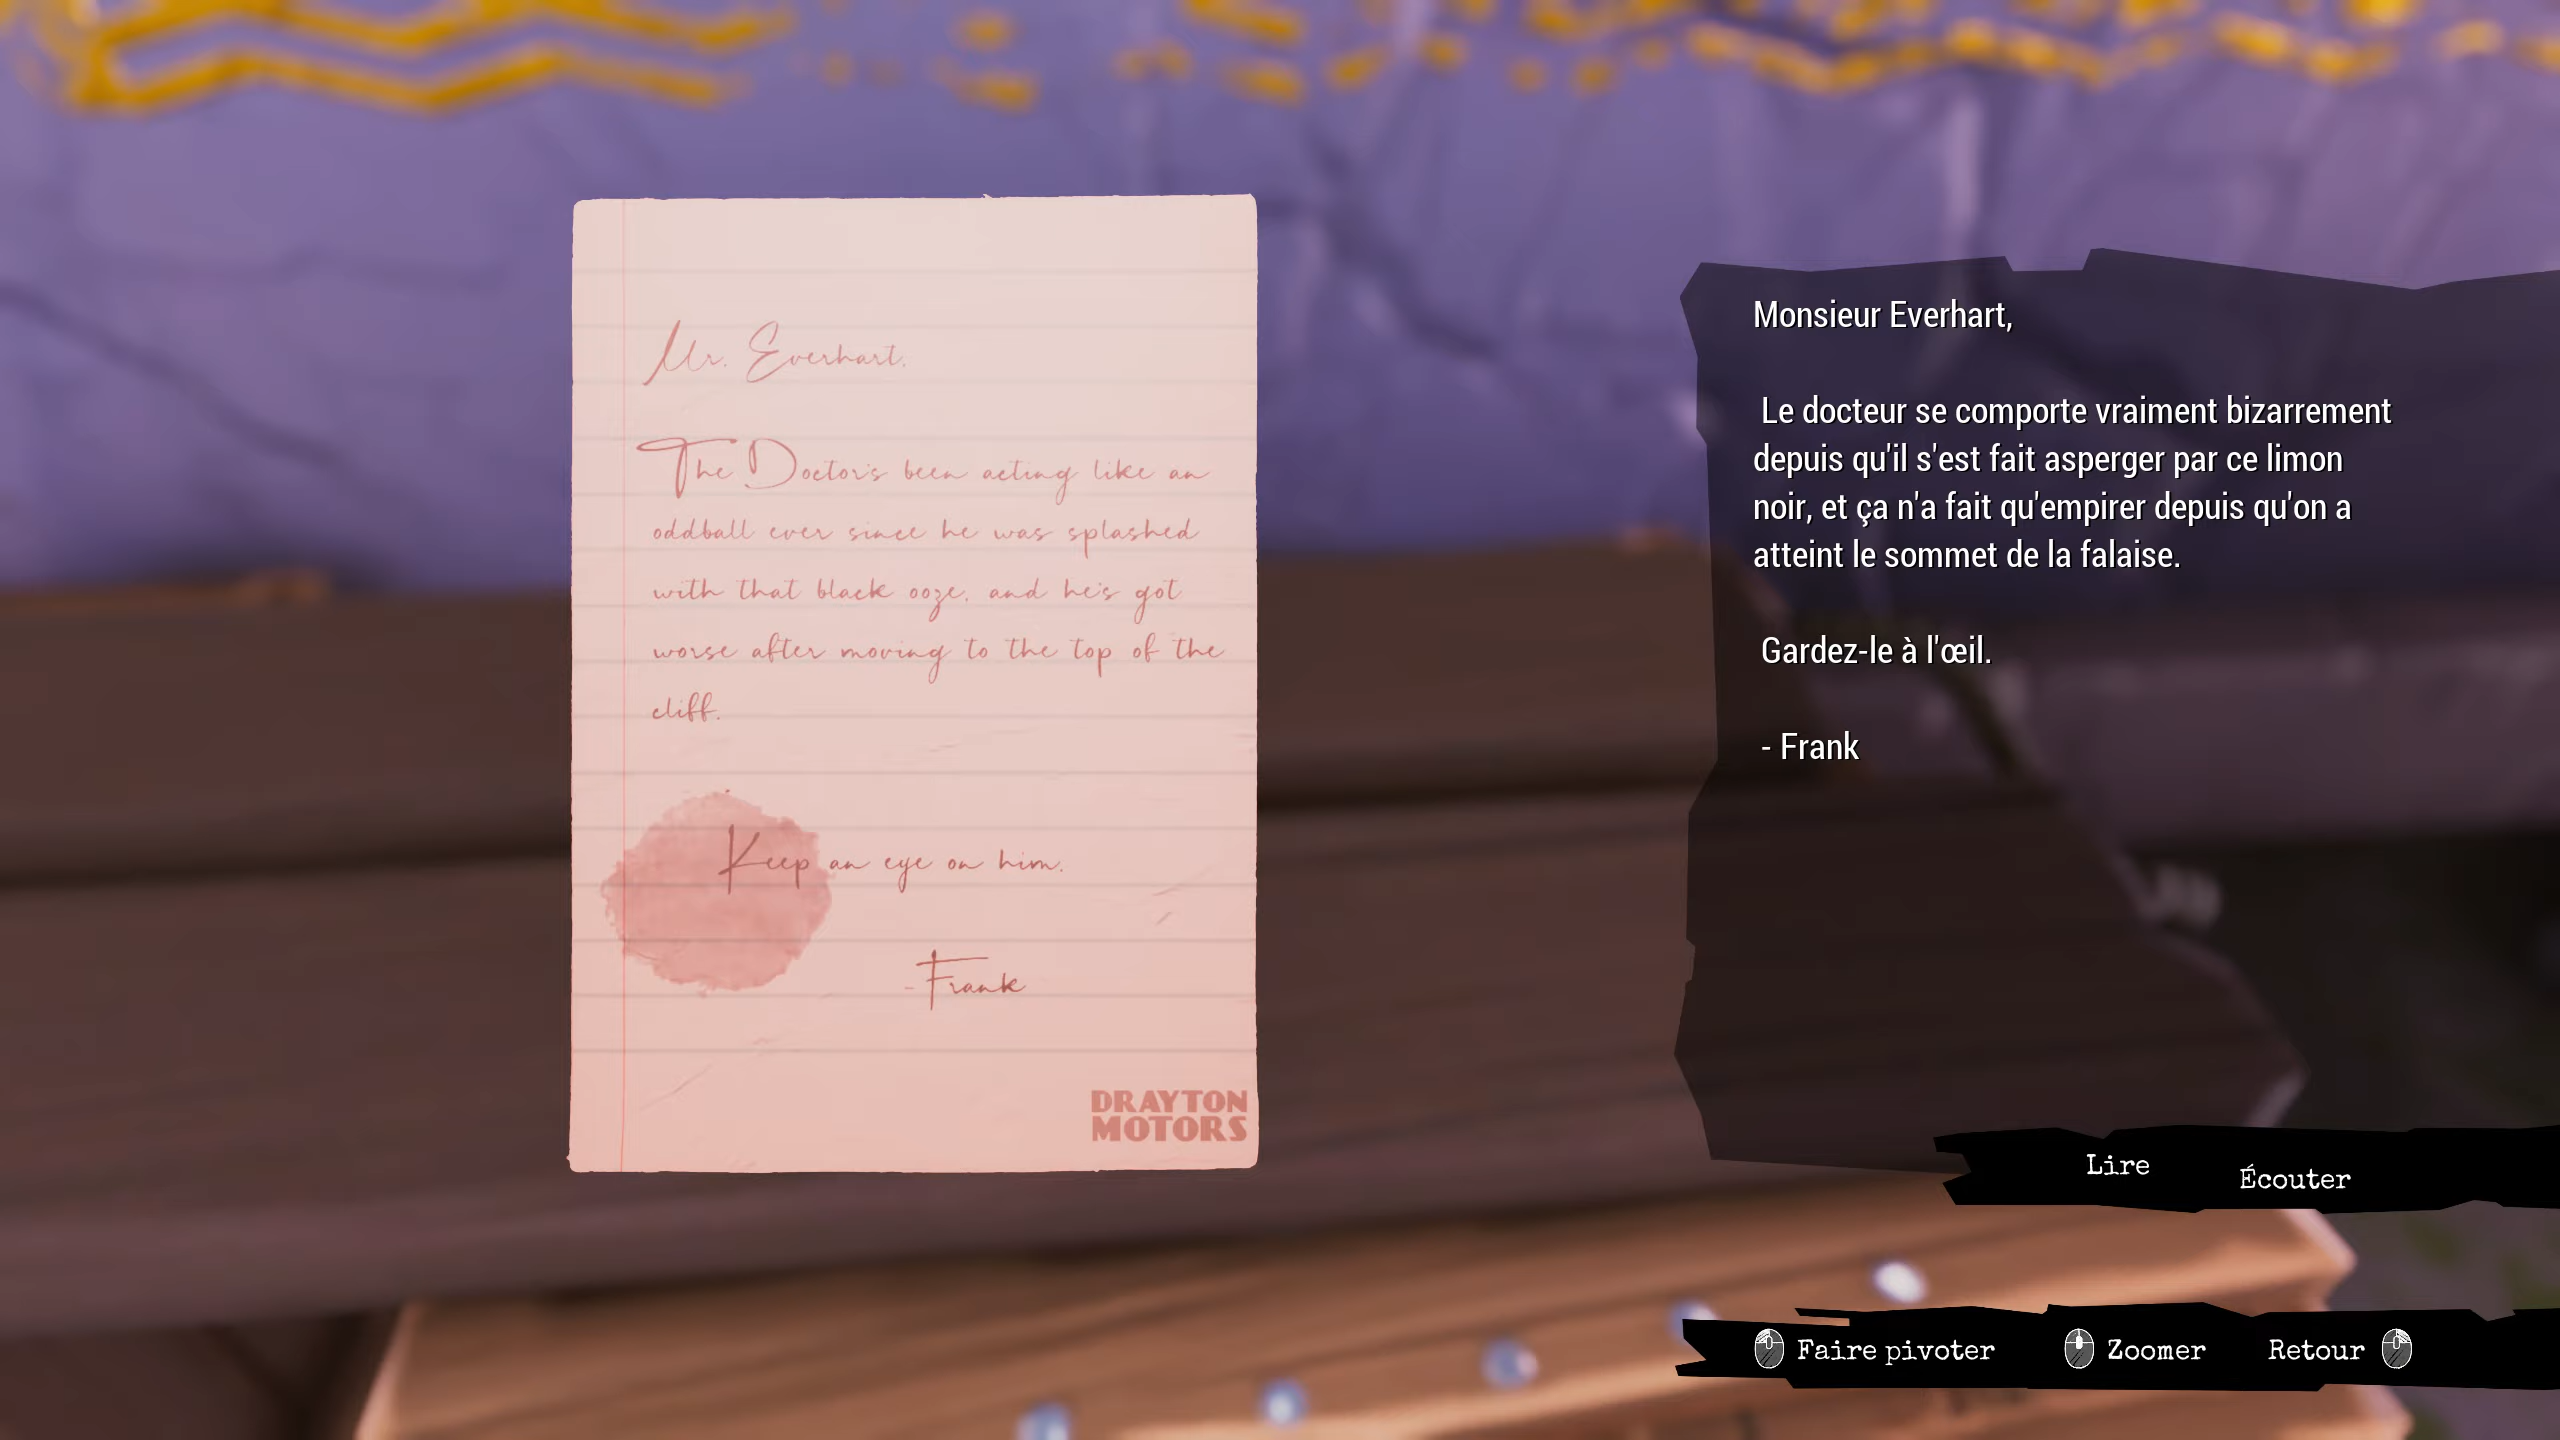 Mr. Everhart,
The Doctor's been acting like an
oddball ever since he was splashed
with that black ooze, and he's got
worse after moving to the top of the
cliff.
Keep an eye on him.
-Frank
DRAYTON
MOTORS
Monsieur Everhart,
Le docteur se comporte vraiment bizarrement
depuis qu'il s'est fait asperger par ce limon
noir, et ça n'a fait qu'empirer depuis qu'on a
atteint le sommet de la falaise.
Gardez-le à l'œil.
- Frank
Lire
Écouter
Faire pivoter
Zoomer
Retour